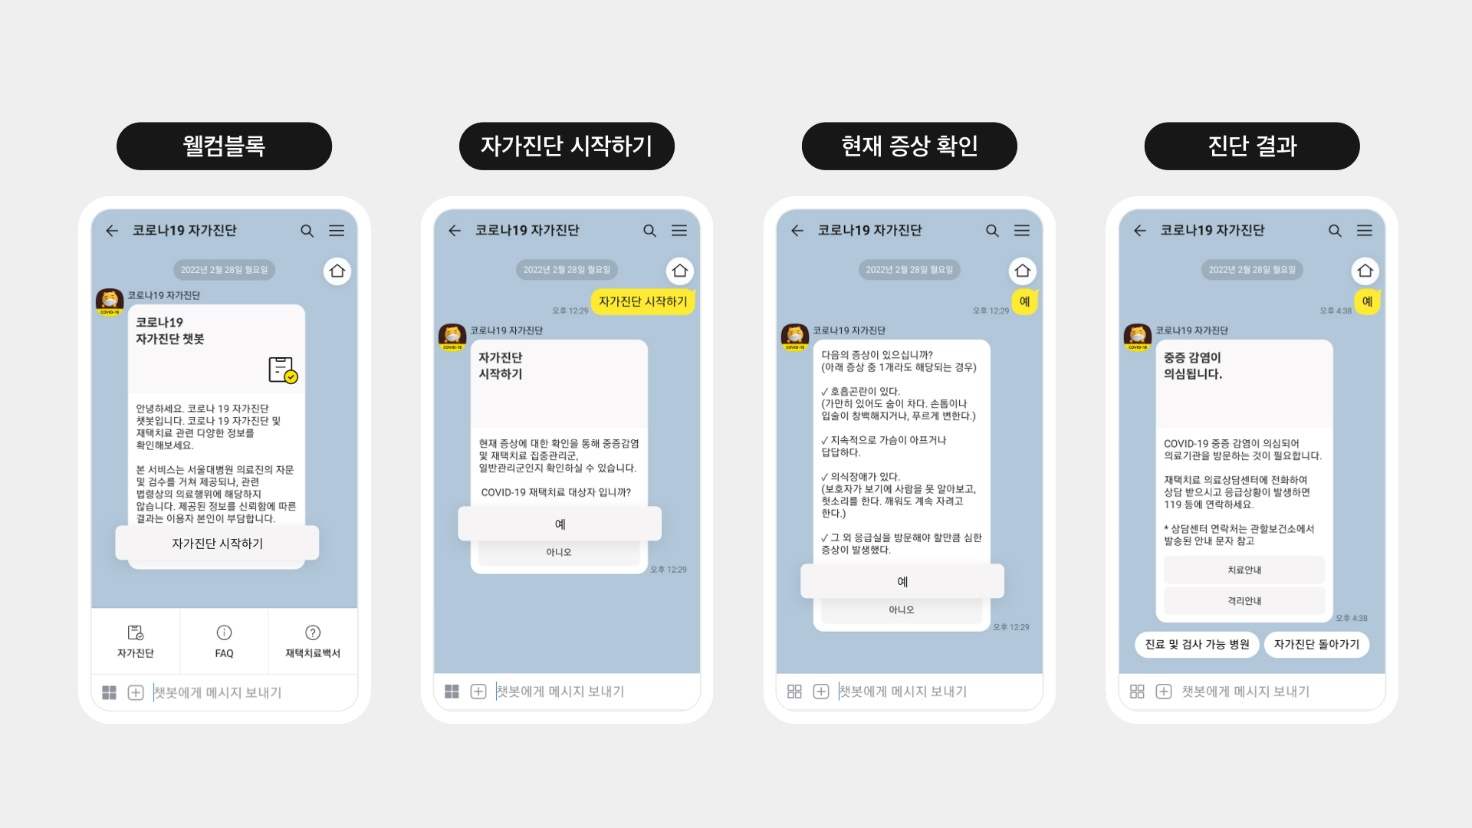 웰컴블록
코로나19 자가진단
2022년 2월 28일 월요일
코로나19 자가진단
코로나19
자가진단 챗봇
안녕하세요. 코로나 19 자가진단
챗봇입니다. 코로나 19 자가진단 및
재택치료 관련 다양한 정보를
확인해보세요.
본 서비스는 서울대병원 의료진의 자문
및 검수를 거쳐 제공되나, 관련
법령상의 의료행위에 해당하지
않습니다. 제공된 정보를 신뢰함에 따른
결과는 이용자 본인이 부담합니다.
자가진단 시작하기
자가진단
FAQ
재택치료백서
챗봇에게 메시지 보내기
자가진단 시작하기
코로나19 자가진단
2022년 2월 28일 월요일
자가진단 시작하기
오후 12:29
코로나19 자가진단
자가진단
시작하기
현재 증상에 대한 확인을 통해 중증감염
및 재택치료 집중관리군,
일반관리군인지 확인하실 수 있습니다.
COVID-19 재택치료 대상자 입니까?
예
아니오
오후 12:29
챗봇에게 메시지 보내기
현재 증상 확인
코로나19 자가진단
2022년 2월 28일 월요일
예
오후 12:29
코로나19 자가진단
다음의 증상이 있으십니까?
(아래 증상 중 1개라도 해당되는 경우)
✓ 호흡곤란이 있다.
(가만히 있어도 숨이 차다. 손톱이나
입술이 창백해지거나, 푸르게 변한다.)
✓ 지속적으로 가슴이 아프거나
답답하다.
✓ 의식장애가 있다.
(보호자가 보기에 사람을 못 알아보고,
헛소리를 한다. 깨워도 계속 자려고
한다.)
✓ 그 외 응급실을 방문해야 할만큼 심한
증상이 발생했다.
예
아니오
오후 12:29
챗봇에게 메시지 보내기
진단 결과
코로나19 자가진단
2022년 2월 28일 월요일
예
오후 4:38
코로나19 자가진단
중증 감염이
의심됩니다.
COVID-19 중증 감염이 의심되어
의료기관을 방문하는 것이 필요합니다.
재택치료 의료상담센터에 전화하여
상담 받으시고 응급상황이 발생하면
119 등에 연락하세요.
* 상담센터 연락처는 관할보건소에서
발송된 안내 문자 참고
치료안내
격리안내
오후 4:38
진료 및 검사 가능 병원
자가진단 돌아가기
챗봇에게 메시지 보내기